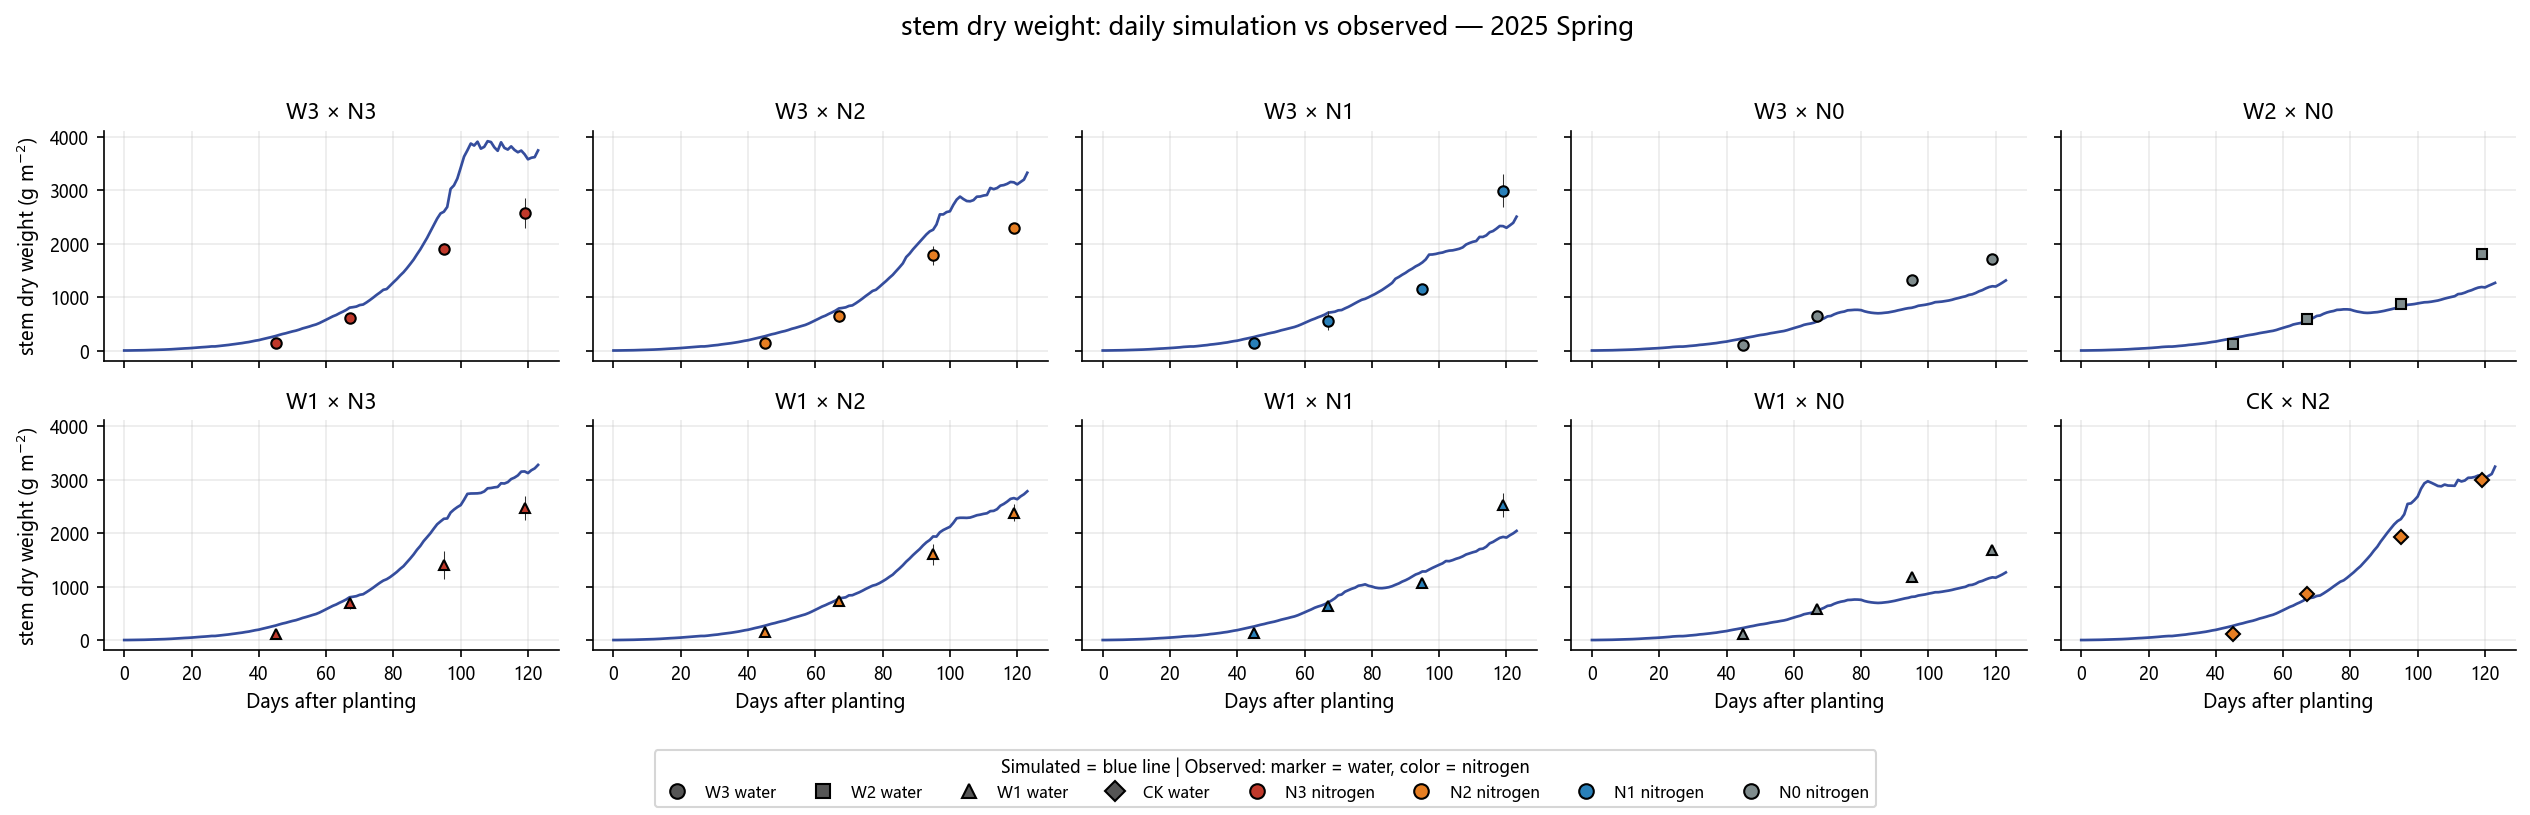 stem dry weight: daily simulation vs observed — 2025 Spring
W3 × N3
W3 × N2
W3 × N1
W3 × N0
W2 × N0
stem dry weight (g m⁻²)
4000
3000
2000
1000
0
W1 × N3
W1 × N2
W1 × N1
W1 × N0
CK × N2
stem dry weight (g m⁻²)
4000
3000
2000
1000
0
0 20 40 60 80 100 120
0 20 40 60 80 100 120
0 20 40 60 80 100 120
0 20 40 60 80 100 120
0 20 40 60 80 100 120
Days after planting
Days after planting
Days after planting
Days after planting
Days after planting
Simulated = blue line | Observed: marker = water, color = nitrogen
W3 water W2 water W1 water CK water N3 nitrogen N2 nitrogen N1 nitrogen N0 nitrogen